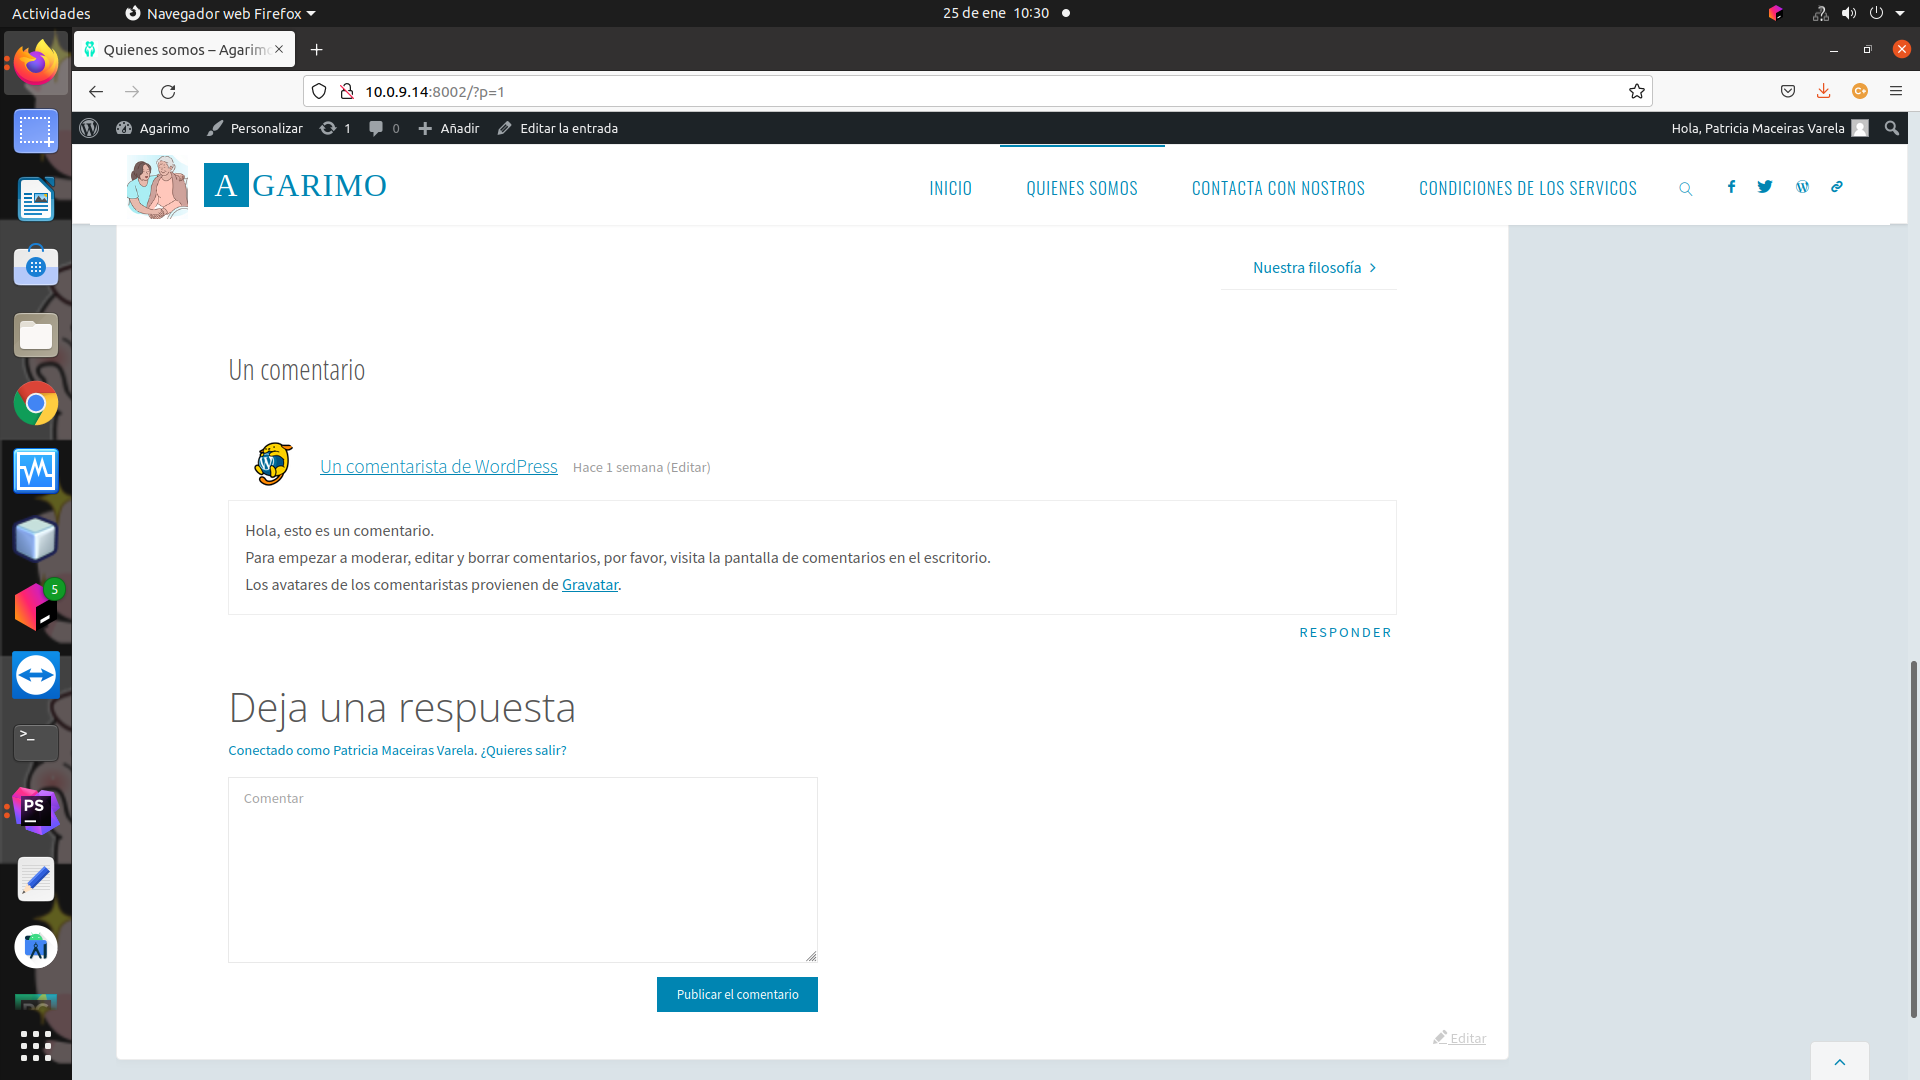 Actividades
Navegador web Firefox
25 de ene 10:30
Quienes somos – Agarimo
10.0.9.14:8002/?p=1
Agarimo
Personalizar
1
0
Añadir
Editar la entrada
Hola, Patricia Maceiras Varela
AGARIMO
INICIO
QUIENES SOMOS
CONTACTA CON NOSTROS
CONDICIONES DE LOS SERVICOS
Nuestra filosofía
Un comentario
Un comentarista de WordPress
Hace 1 semana (Editar)
Hola, esto es un comentario.
Para empezar a moderar, editar y borrar comentarios, por favor, visita la pantalla de comentarios en el escritorio.
Los avatares de los comentaristas provienen de Gravatar.
RESPONDER
Deja una respuesta
Conectado como Patricia Maceiras Varela. ¿Quieres salir?
Comentar
Publicar el comentario
Editar
5
>_
PS